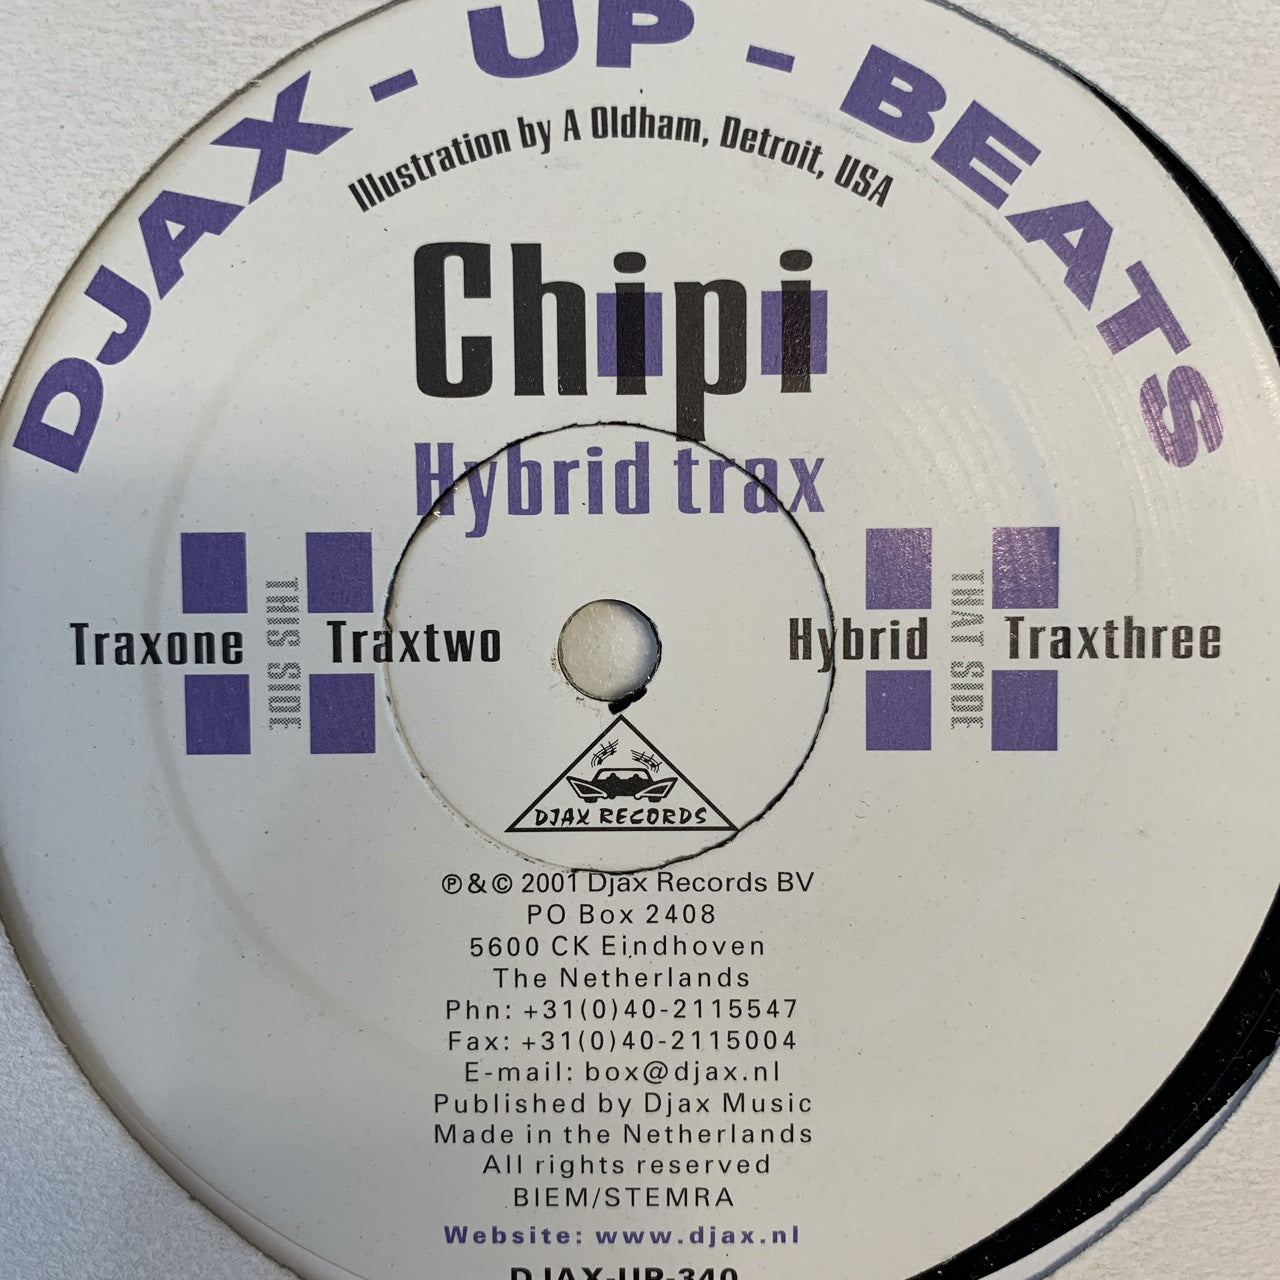 DJAX - UP - BEATS
Illustration by A Oldham, Detroit, USA
Chipi
Hybrid trax
Traxone THIS SIDE Traxtwo
Hybrid THAT SIDE Traxthree
DJAX RECORDS
℗ & © 2001 Djax Records BV
PO Box 2408
5600 CK Eindhoven
The Netherlands
Phn: +31(0)40-2115547
Fax: +31(0)40-2115004
E-mail: box@djax.nl
Published by Djax Music
Made in the Netherlands
All rights reserved
BIEM/STEMRA
Website: www.djax.nl
DJAX-UP-340